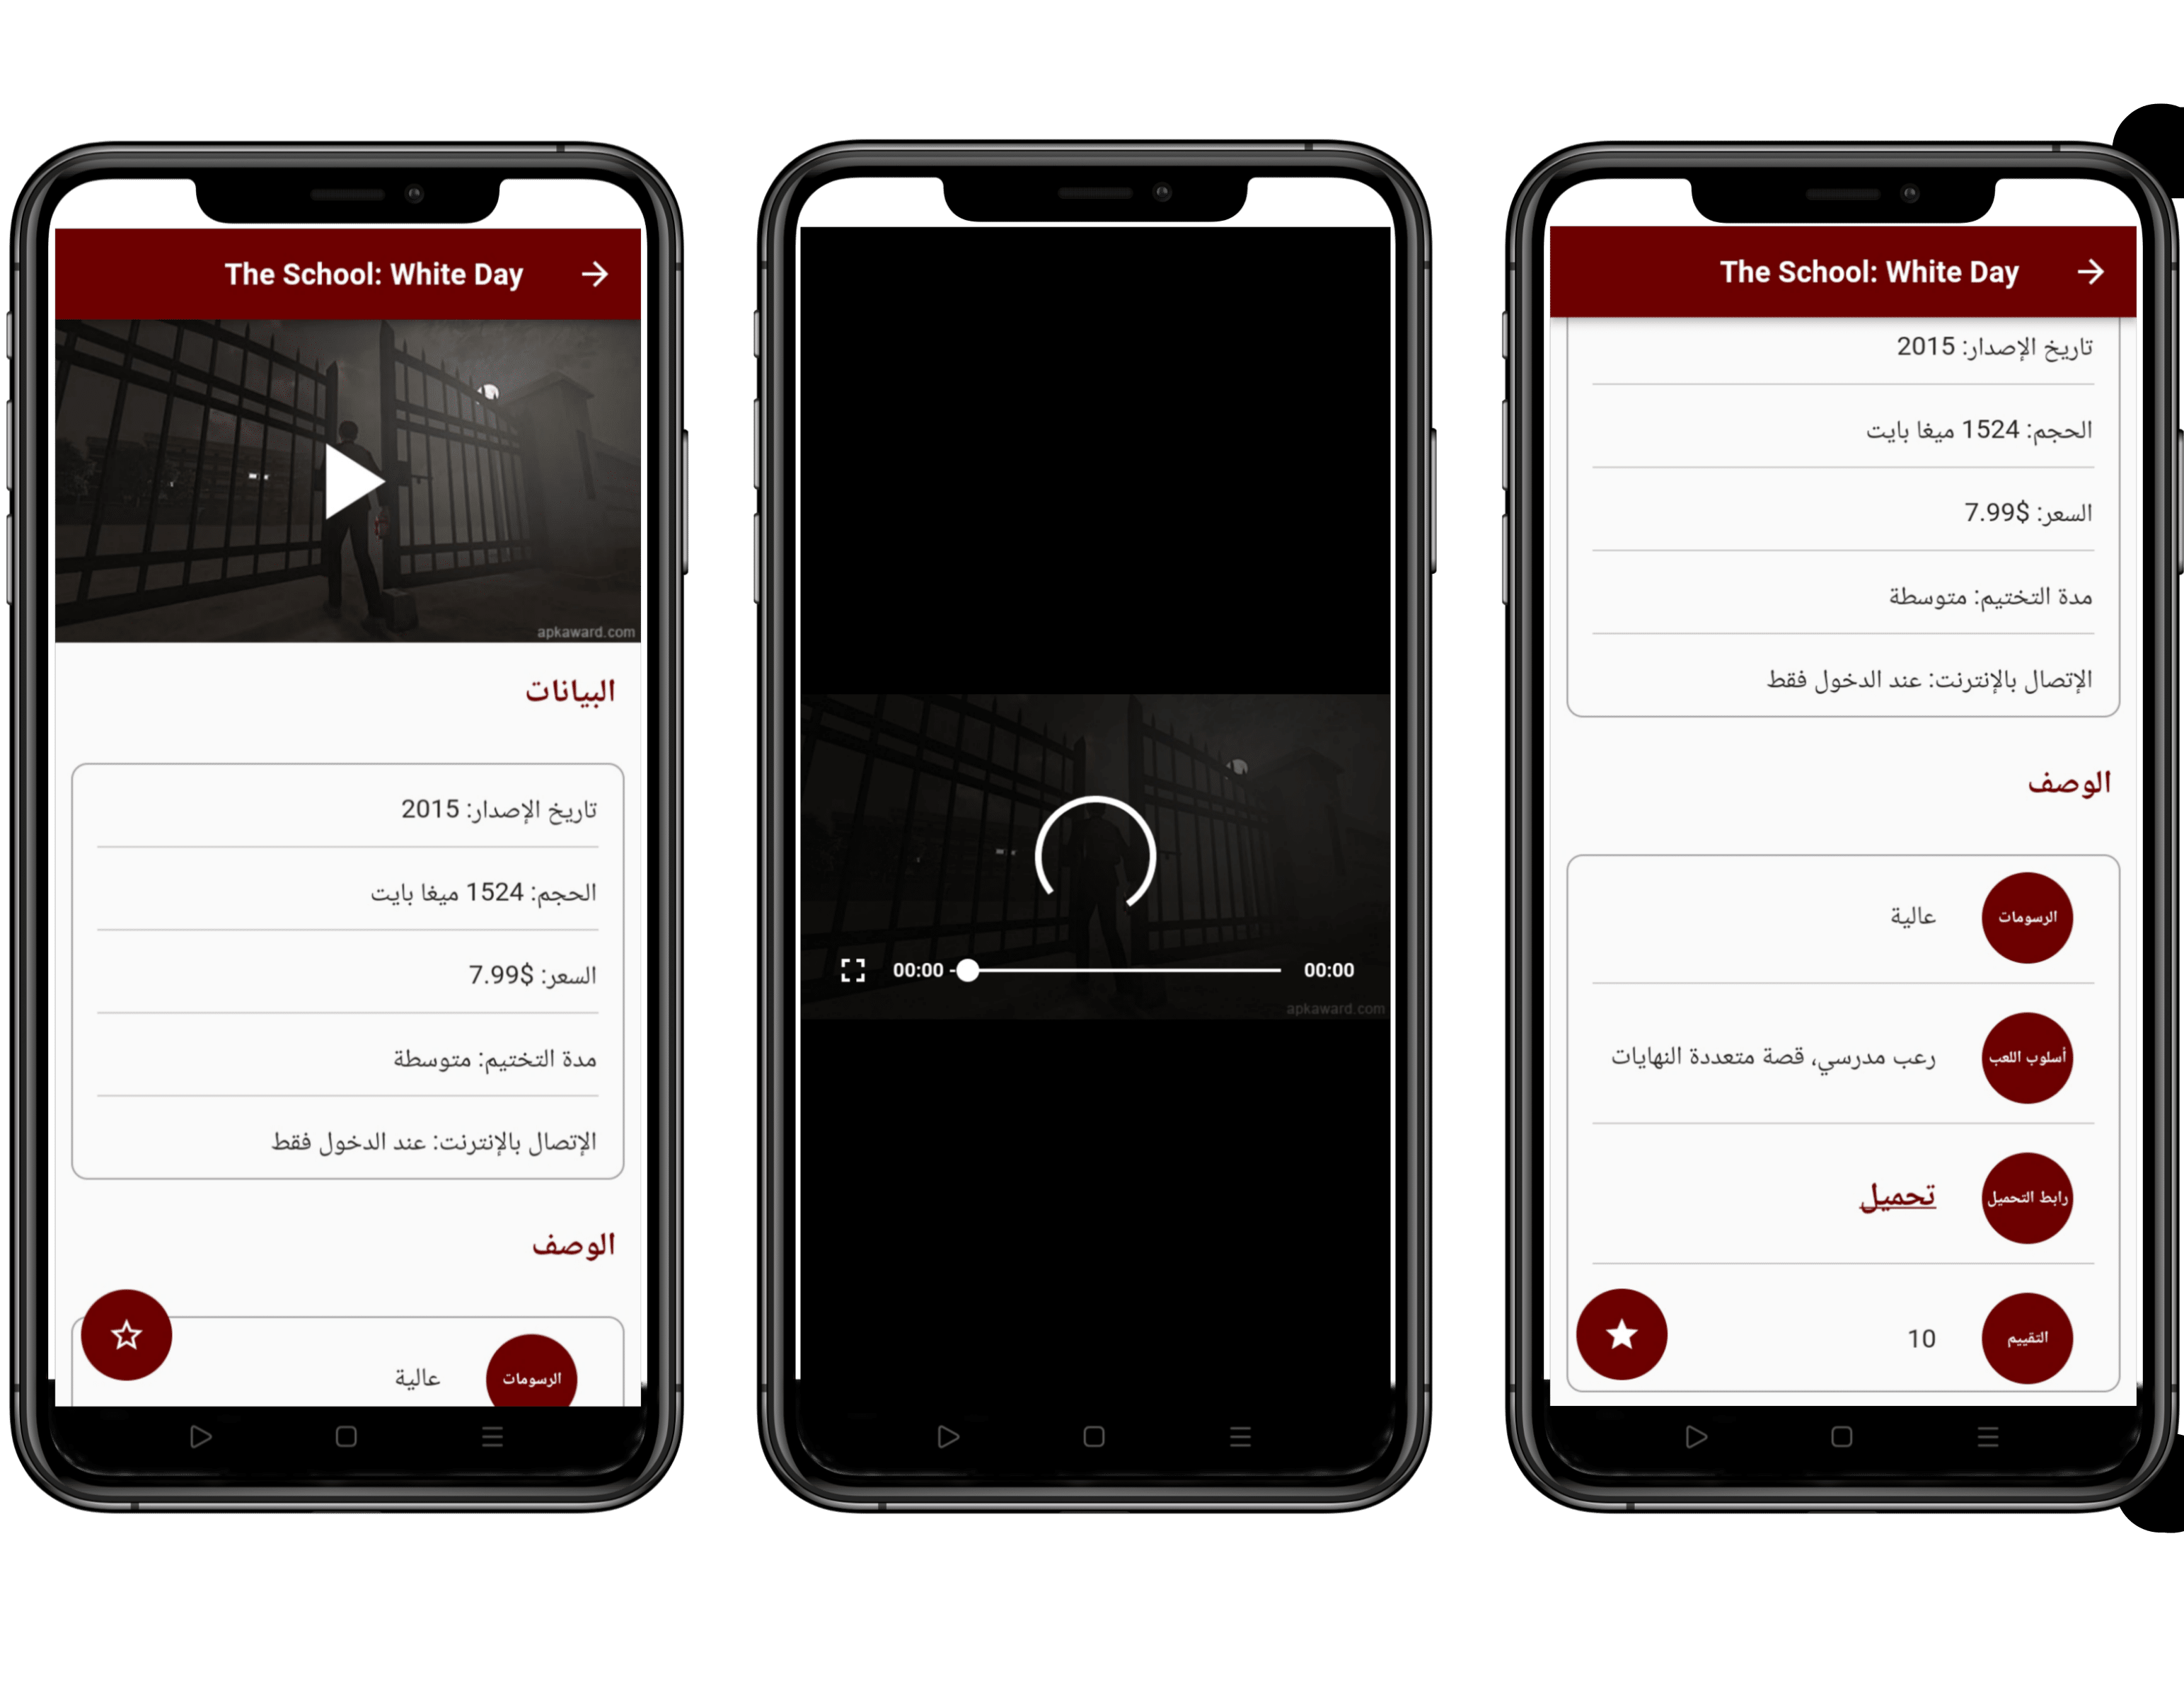 The School: White Day
apkaward.com
البيانات
تاريخ الإصدار: 2015
الحجم: 1524 ميغا بايت
السعر: 7.99$
مدة التختيم: متوسطة
الإتصال بالإنترنت: عند الدخول فقط
الوصف
الرسومات عالية
00:00 - 00:00
apkaward.com
The School: White Day
تاريخ الإصدار: 2015
الحجم: 1524 ميغا بايت
السعر: 7.99$
مدة التختيم: متوسطة
الإتصال بالإنترنت: عند الدخول فقط
الوصف
الرسومات عالية
أسلوب اللعب رعب مدرسي، قصة متعددة النهايات
رابط التحميل تحميل
التقييم 10